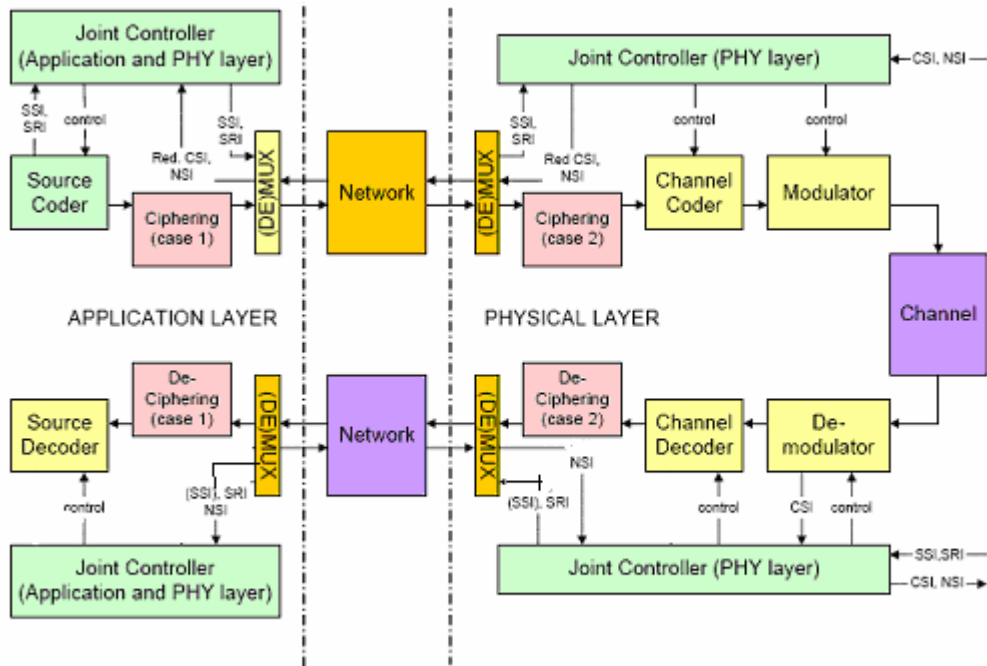 Joint Controller
(Application and PHY layer)
Joint Controller (PHY layer)
CSI, NSI
SSI,
SRI
control
SSI,
SRI
Red. CSI,
NSI
SSI,
SRI
Red CSI,
NSI
control
control
Source
Coder
Ciphering
(case 1)
(DE)MUX
Network
(DE)MUX
Ciphering
(case 2)
Channel
Coder
Modulator
Channel
APPLICATION LAYER
PHYSICAL LAYER
Source
Decoder
De-
Ciphering
(case 1)
(DE)MUX
Network
(DE)MUX
De-
Ciphering
(case 2)
Channel
Decoder
De-
modulator
NSI
(SSI), SRI
NSI
(SSI), SRI
control
control
CSI
control
Joint Controller
(Application and PHY layer)
Joint Controller (PHY layer)
SSI,SRI
CSI, NSI